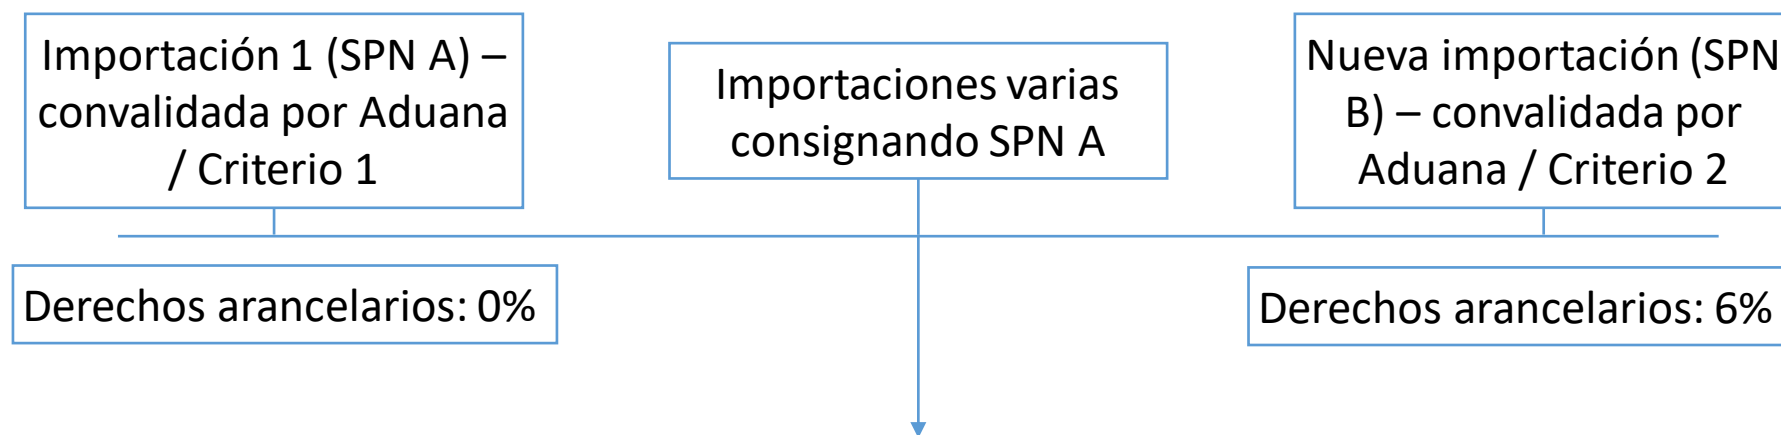 Importación 1 (SPN A) –
convalidada por Aduana
/ Criterio 1
Importaciones varias
consignando SPN A
Nueva importación (SPN
B) – convalidada por
Aduana / Criterio 2
Derechos arancelarios: 0%
Derechos arancelarios: 6%